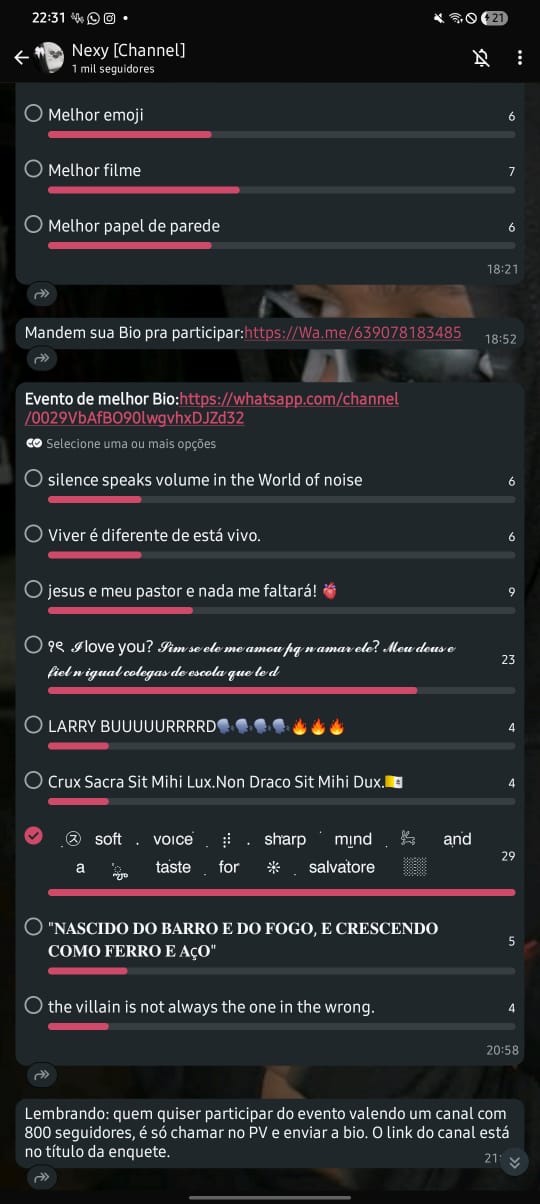 22:31
21
Nexy [Channel]
1 mil seguidores
Melhor emoji 6
Melhor filme 7
Melhor papel de parede 6
18:21
Mandem sua Bio pra participar:https://Wa.me/639078183485 18:52
Evento de melhor Bio:https://whatsapp.com/channel
/0029VbAfBO90lwgvhxDJZd32
Selecione uma ou mais opções
silence speaks volume in the World of noise 6
Viver é diferente de está vivo. 6
jesus e meu pastor e nada me faltará! 🫀 9
୨୧ 𝓘 love you? 𝓢𝓲𝓶 𝓼𝓮 𝓮𝓵𝓮 𝓶𝓮 𝓪𝓶𝓸𝓾 𝓹𝓺 𝓷 𝓪𝓶𝓪𝓻 𝓮𝓵𝓮? 𝓜𝓮𝓾 𝓭𝓮𝓾𝓼 𝓮
𝓯𝓲𝓮𝓵 𝓷 𝓲𝓰𝓾𝓪𝓵 𝓬𝓸𝓵𝓮𝓰𝓪𝓼 𝓭𝓮 𝓮𝓼𝓬𝓸𝓵𝓪 𝓺𝓾𝓮 𝓽𝓮 𝓭 23
LARRY BUUUUURRRRD🗣🗣🗣🗣🔥🔥🔥 4
Crux Sacra Sit Mihi Lux.Non Draco Sit Mihi Dux.🇻🇦 4
㋜ soft . voıce . ⢾ . sharp mınd 𓃹 and
a taste . for ☼ . salvatore ░░ 29
"𝐍𝐀𝐒𝐂𝐈𝐃𝐎 𝐃𝐎 𝐁𝐀𝐑𝐑𝐎 𝐄 𝐃𝐎 𝐅𝐎𝐆𝐎, 𝐄 𝐂𝐑𝐄𝐒𝐂𝐄𝐍𝐃𝐎
𝐂𝐎𝐌𝐎 𝐅𝐄𝐑𝐑𝐎 𝐄 𝐀ç𝐎" 5
the villain is not always the one in the wrong. 4
20:58
Lembrando: quem quiser participar do evento valendo um canal com
800 seguidores, é só chamar no PV e enviar a bio. O link do canal está
no título da enquete. 21: